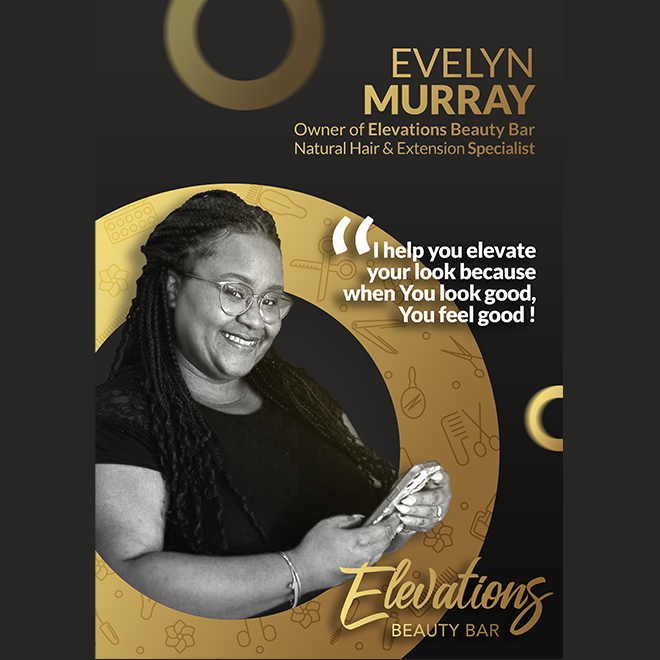 EVELYN
MURRAY
Owner of Elevations Beauty Bar
Natural Hair & Extension Specialist
“I help you elevate
your look because
when You look good,
You feel good !
Elevations
BEAUTY BAR